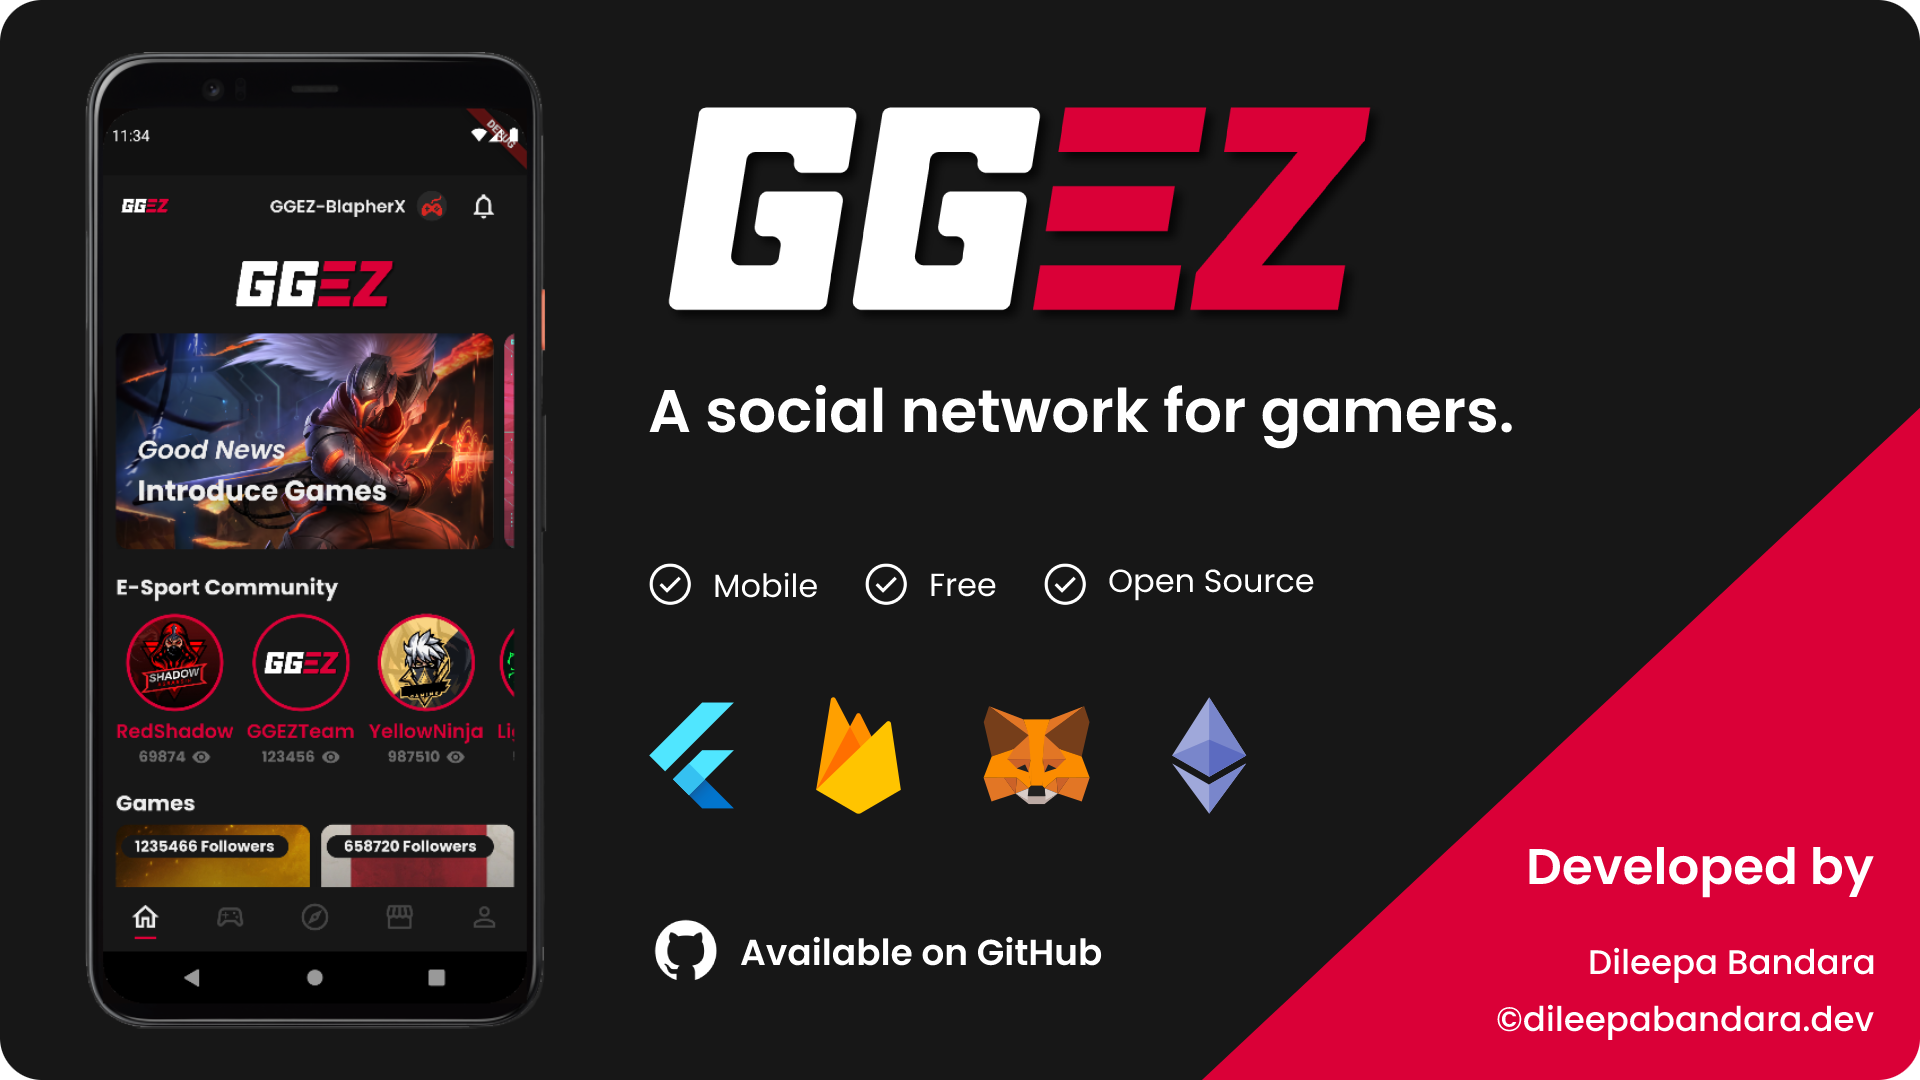 11:34
DEBUG
GGEZ
GGEZ-BlapherX
GGEZ
Good News
Introduce Games
E-Sport Community
SHADOW
GGEZ
GAMING
RedShadow
GGEZTeam
YellowNinja
69874
123456
987510
Games
1235466 Followers
658720 Followers
GGEZ
A social network for gamers.
Mobile
Free
Open Source
Available on GitHub
Developed by
Dileepa Bandara
©dileepabandara.dev